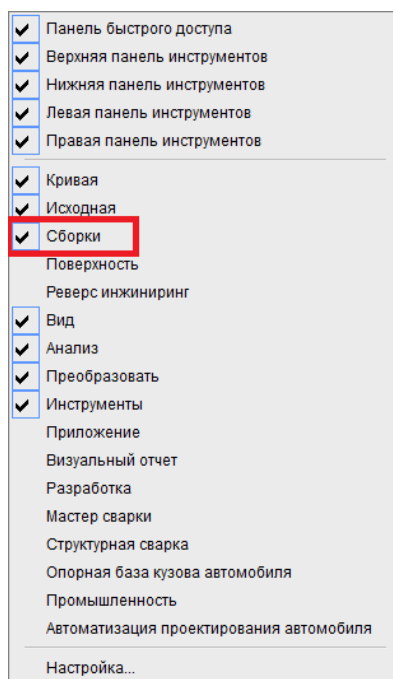 Панель быстрого доступа
Верхняя панель инструментов
Нижняя панель инструментов
Левая панель инструментов
Правая панель инструментов
Кривая
Исходная
Сборки
Поверхность
Реверс инжиниринг
Вид
Анализ
Преобразовать
Инструменты
Приложение
Визуальный отчет
Разработка
Мастер сварки
Структурная сварка
Опорная база кузова автомобиля
Промышленность
Автоматизация проектирования автомобиля
Настройка...